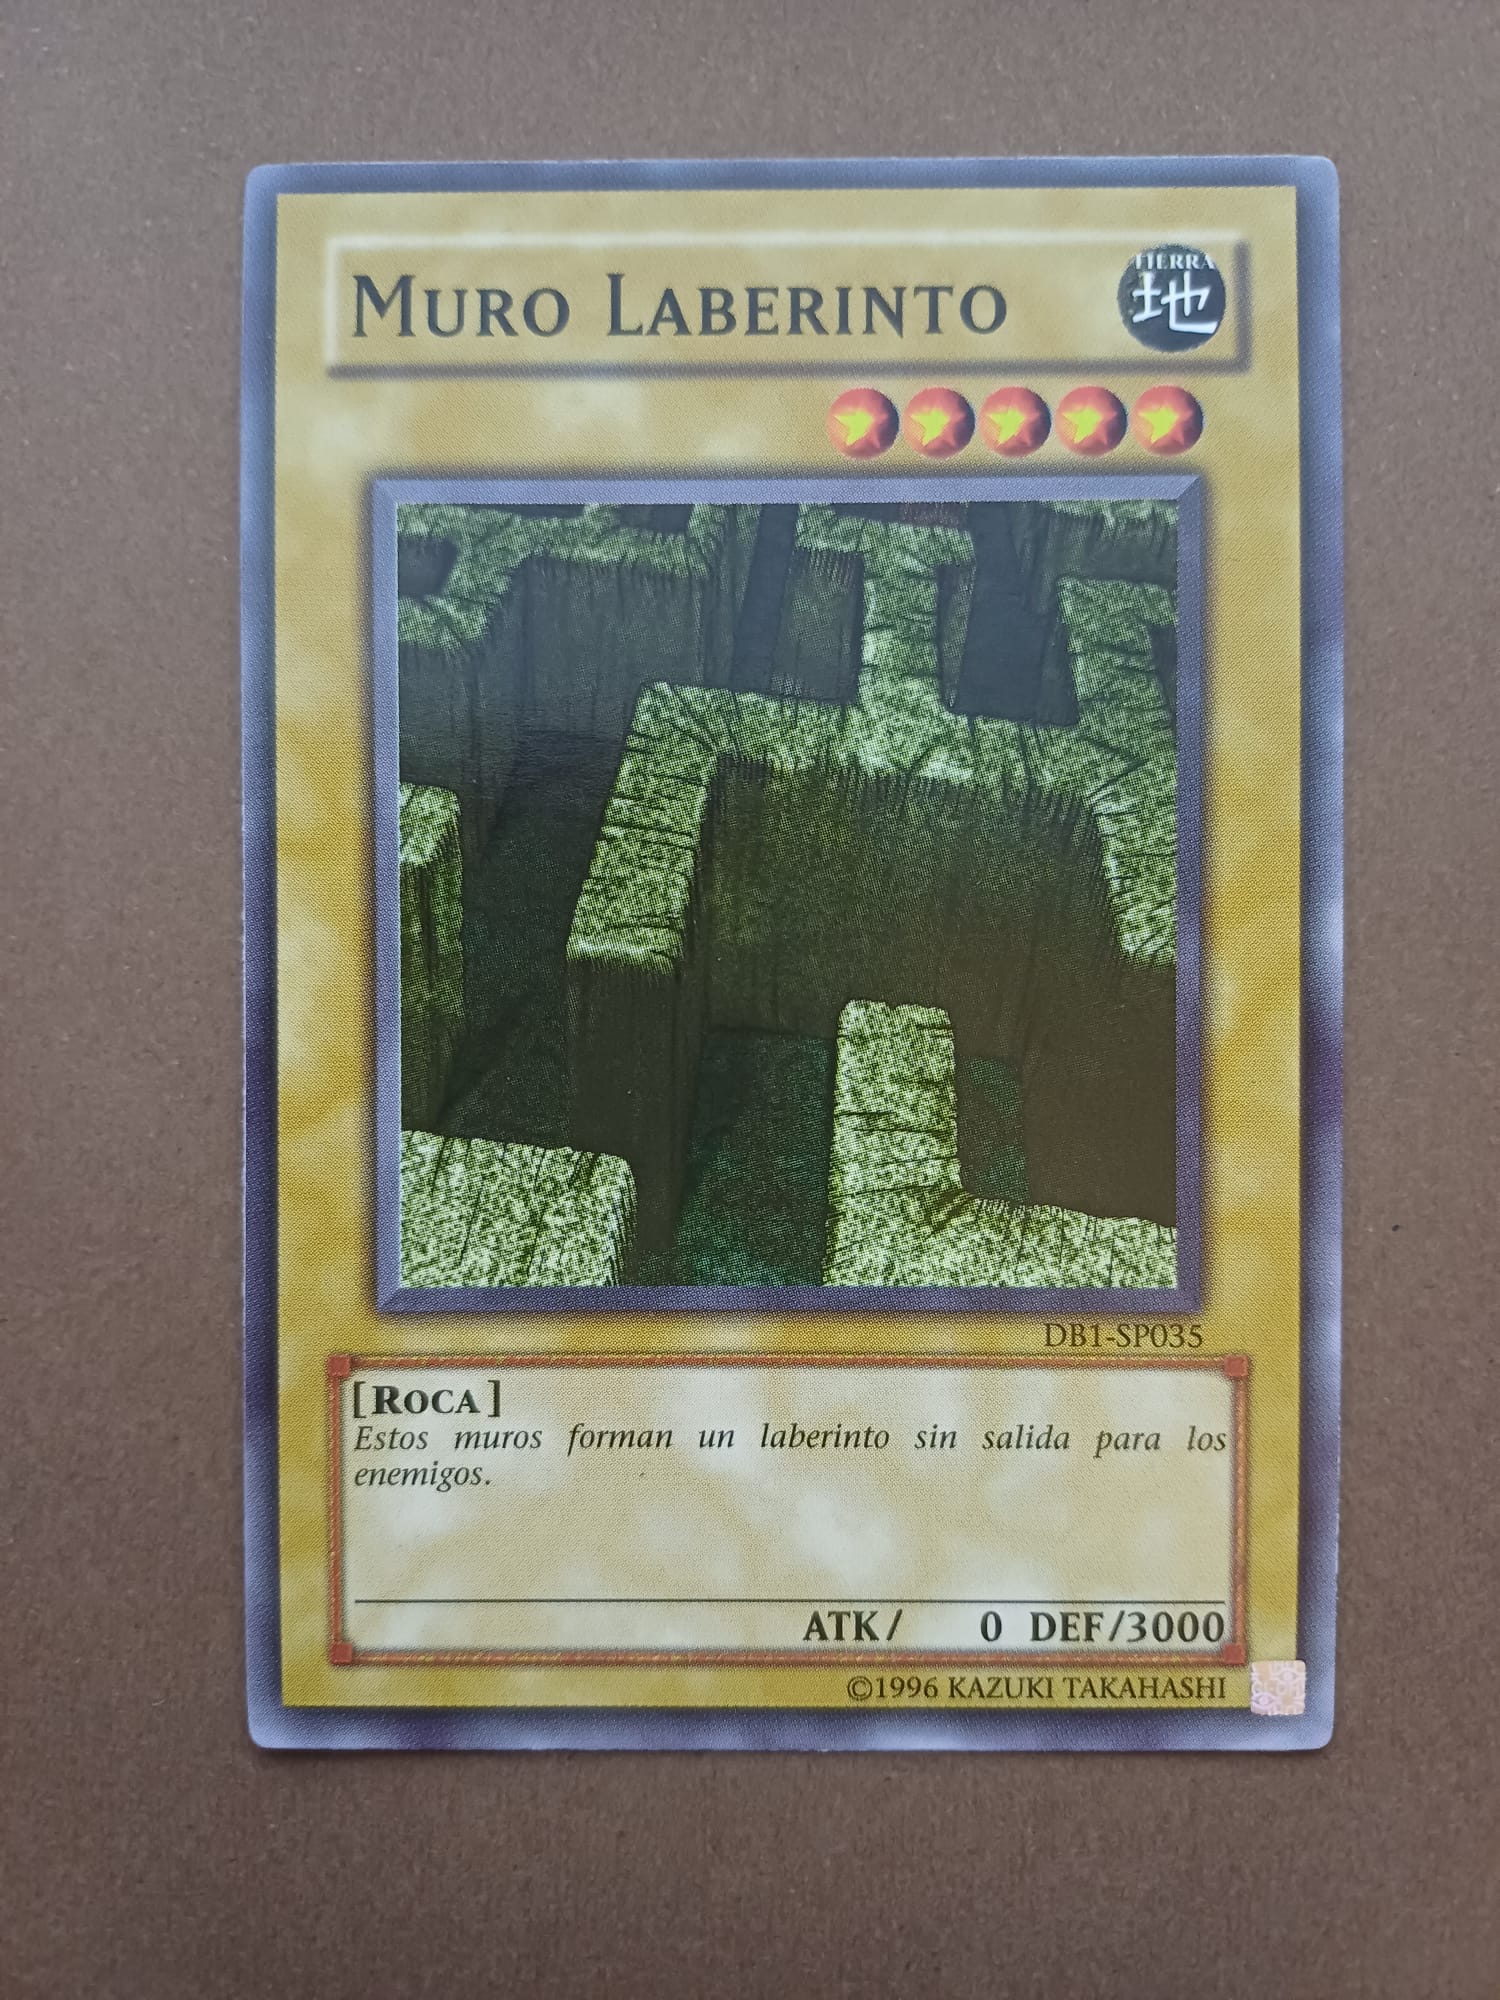 MURO LABERINTO
TIERRA
地
DB1-SP035
[ROCA]
Estos muros forman un laberinto sin salida para los
enemigos.
ATK/ 0 DEF/3000
©1996 KAZUKI TAKAHASHI